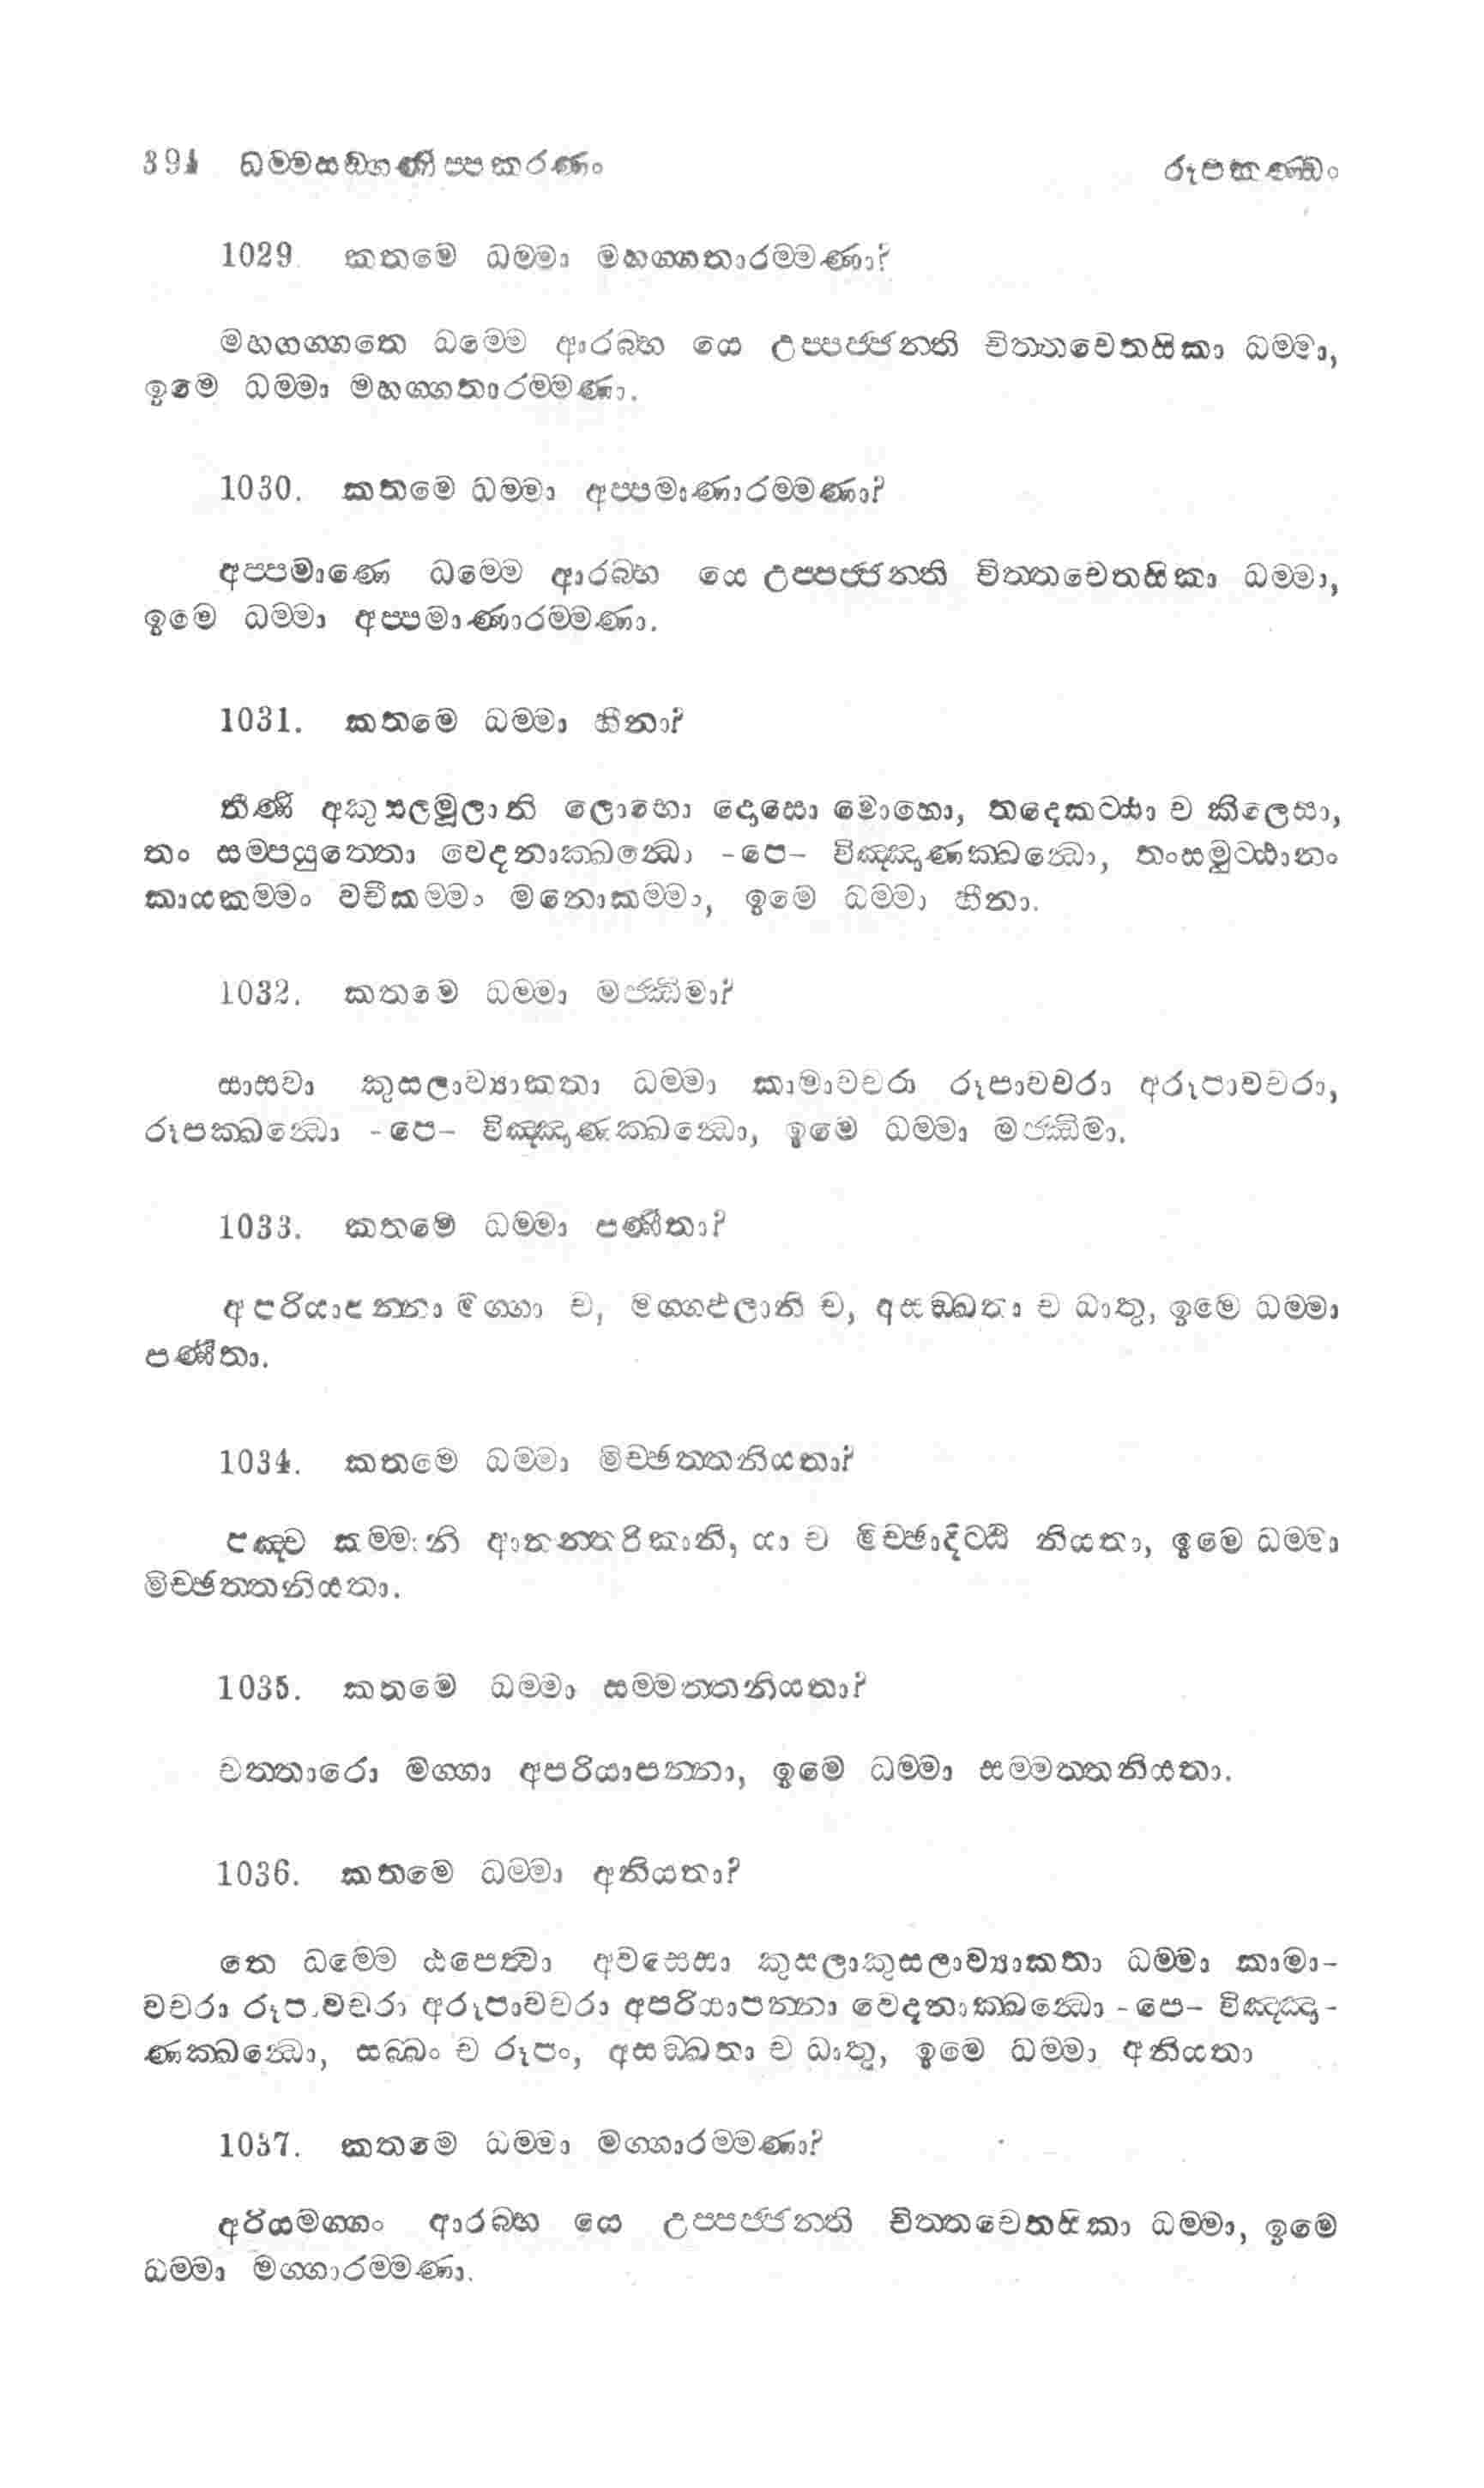 394 ධම්මසඞ්ගණිප්පකරණං රූපකණ්ඩං
1029. කතමෙ ධම්මා මහග්ගතාරම්මණා?
මහගග්ගතෙ ධම්මෙ ආරබ්භ යෙ උප්පජ්ජන්ති චිත්තචෙතසිකා ධම්මා,
ඉමෙ ධම්මා මහග්ගතාරම්මණා.
1030. කතමෙ ධම්මා අප්පමාණාරම්මණා?
අප්පමාණෙ ධම්මෙ ආරබ්භ යෙ උප්පජ්ජන්ති චිත්තචෙතසිකා ධම්මා,
ඉමෙ ධම්මා අප්පමාණාරම්මණා.
1031. කතමෙ ධම්මා හීනා?
තීණි අකුසලමූලානි ලොභො දොසො මොහො, තදෙකට්ඨා ච කිලෙසා,
තං සම්පයුත්තො වෙදනාක්ඛන්ධො -පෙ- විඤ්ඤාණක්ඛන්ධො, තංසමුට්ඨානං
කායකම්මං වචීකම්මං මනොකම්මං, ඉමෙ ධම්මා හීනා.
1032. කතමෙ ධම්මා මජ්ඣිමා?
සාසවා කුසලාව්‍යාකතා ධම්මා කාමාවචරා රූපාවචරා අරූපාවචරා,
රූපක්ඛන්ධො -පෙ- විඤ්ඤාණක්ඛන්ධො, ඉමෙ ධම්මා මජ්ඣිමා.
1033. කතමෙ ධම්මා පණීතා?
අපරියාපන්නා මග්ගා ච, මග්ගඵලානි ච, අසඞ්ඛතා ච ධාතු, ඉමෙ ධම්මා
පණීතා.
1034. කතමෙ ධම්මා මිච්ඡත්තනියතා?
පඤ්ච කම්මානි ආනන්තරිකානි, යා ච මිච්ඡාදිට්ඨි නියතා, ඉමෙ ධම්මා
මිච්ඡත්තනියතා.
1035. කතමෙ ධම්මා සම්මත්තනියතා?
චත්තාරො මග්ගා අපරියාපන්නා, ඉමෙ ධම්මා සම්මත්තනියතා.
1036. කතමෙ ධම්මා අනියතා?
තෙ ධම්මෙ ඨපෙත්වා අවසෙසා කුසලාකුසලාව්‍යාකතා ධම්මා කාමා-
වචරා රූපාවචරා අරූපාවචරා අපරියාපන්නා වෙදනාක්ඛන්ධො -පෙ- විඤ්ඤා-
ණක්ඛන්ධො, සබ්බං ච රූපං, අසඞ්ඛතා ච ධාතු, ඉමෙ ධම්මා අනියතා
1037. කතමෙ ධම්මා මග්ගාරම්මණා?
අරියමග්ගං ආරබ්භ යෙ උප්පජ්ජන්ති චිත්තචෙතසිකා ධම්මා, ඉමෙ
ධම්මා මග්ගාරම්මණා.